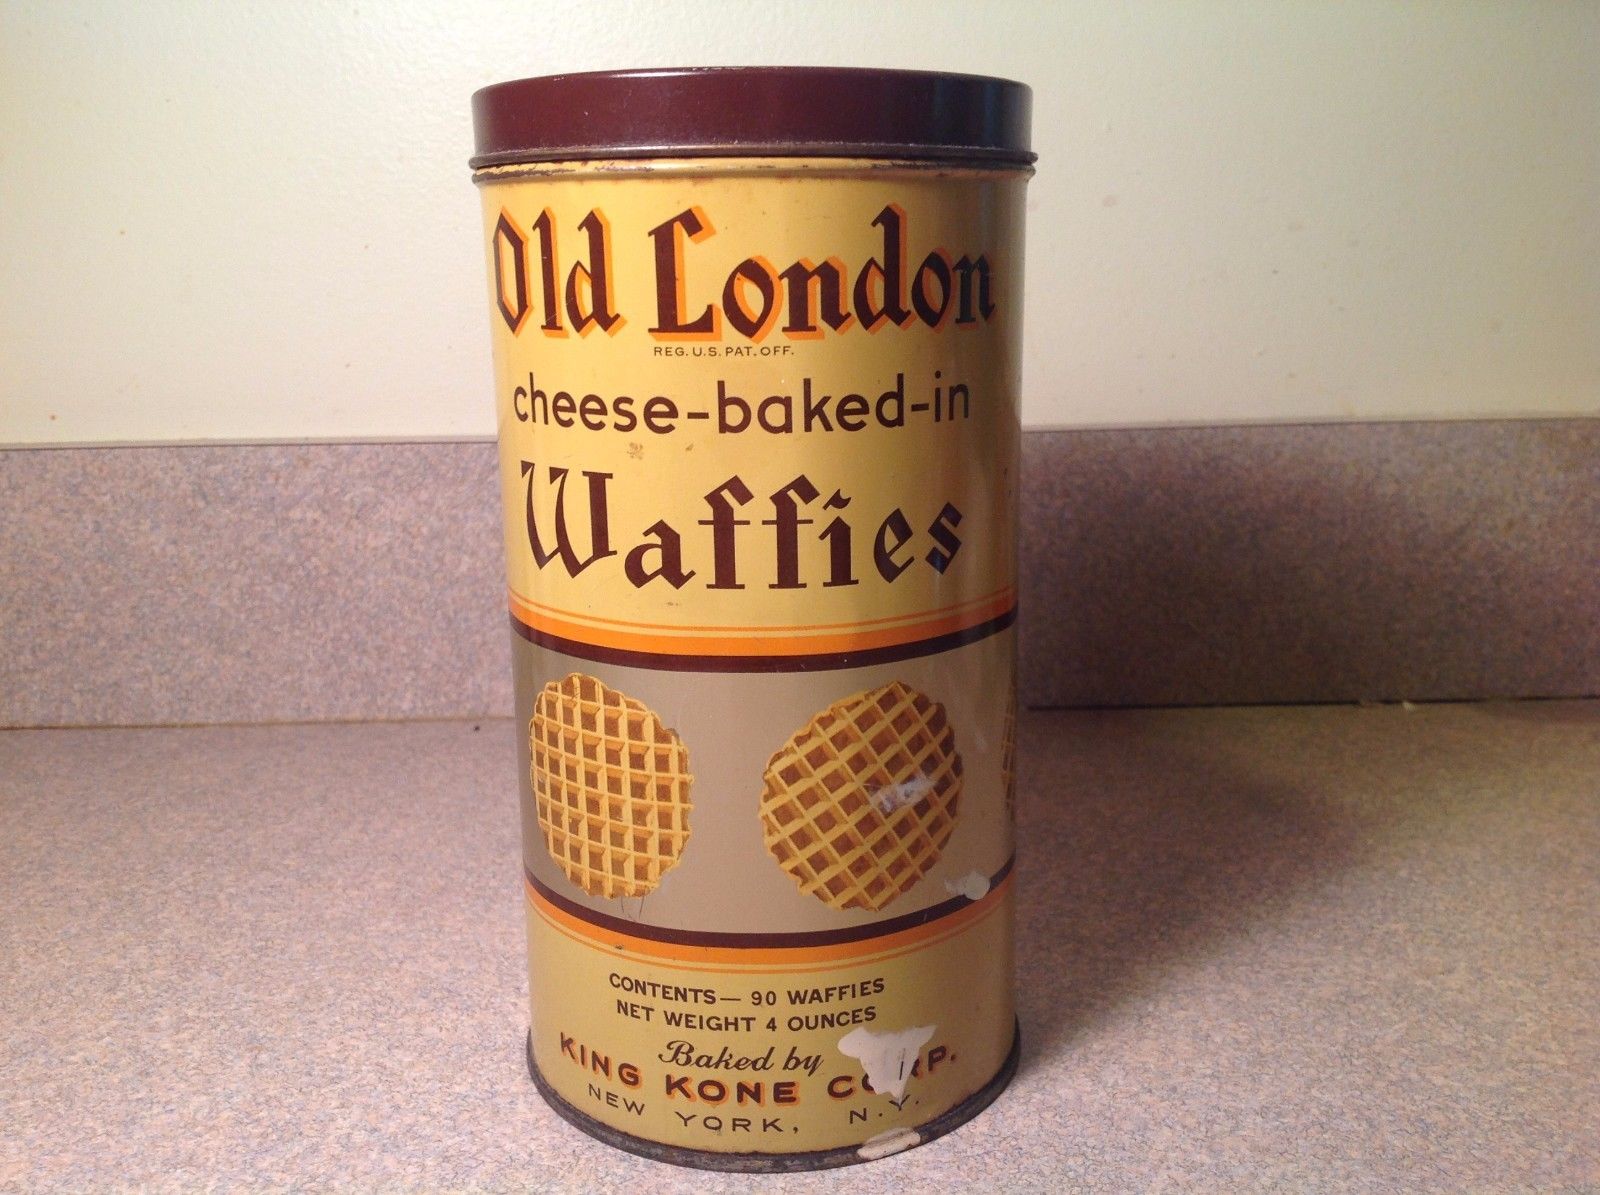 Old London
REG. U.S. PAT. OFF.
cheese-baked-in
Waffies
CONTENTS— 90 WAFFIES
NET WEIGHT 4 OUNCES
Baked by
KING KONE CORP.
NEW YORK, N.Y.